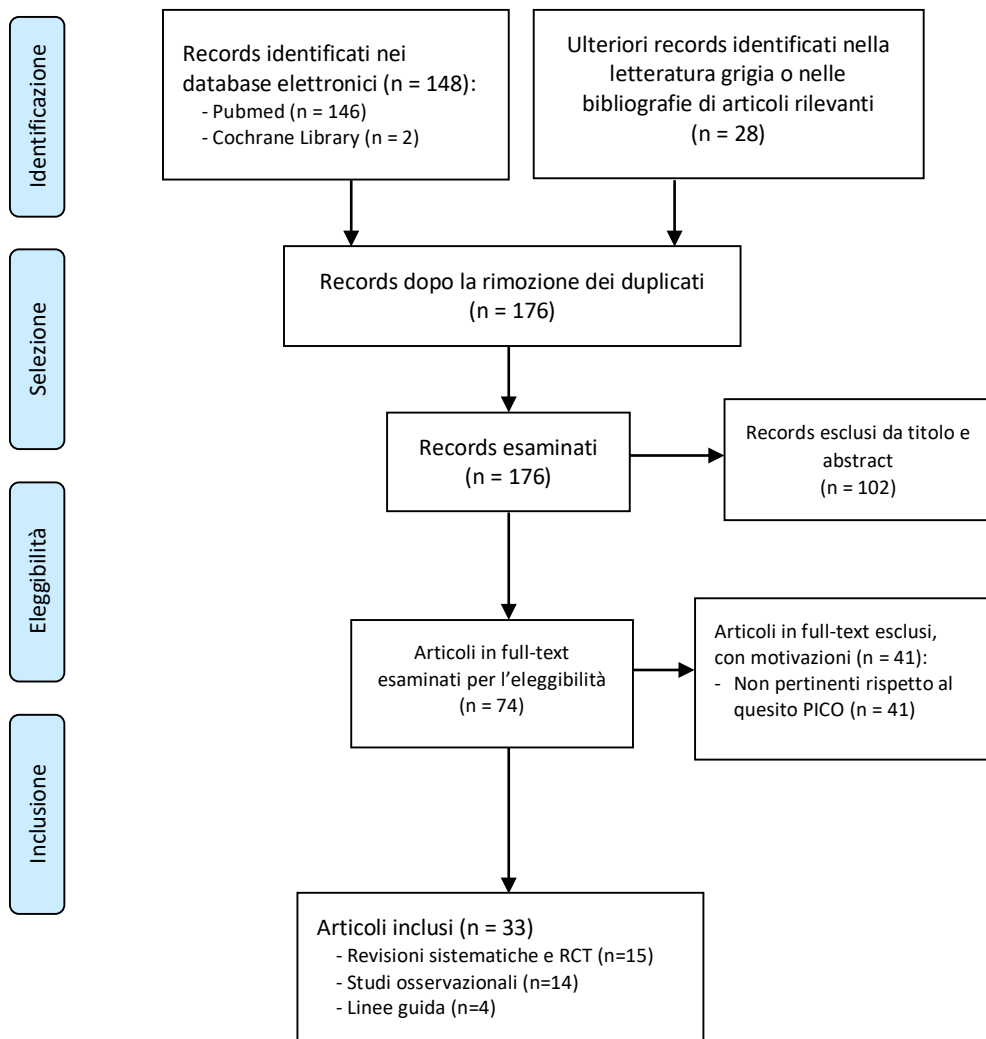 Identificazione
Records identificati nei
database elettronici (n = 148):
- Pubmed (n = 146)
- Cochrane Library (n = 2)
Ulteriori records identificati nella
letteratura grigia o nelle
bibliografie di articoli rilevanti
(n = 28)
Selezione
Records dopo la rimozione dei duplicati
(n = 176)
Records esaminati
(n = 176)
Records esclusi da titolo e
abstract
(n = 102)
Eleggibilità
Articoli in full-text
esaminati per l’eleggibilità
(n = 74)
Articoli in full-text esclusi,
con motivazioni (n = 41):
- Non pertinenti rispetto al
quesito PICO (n = 41)
Inclusione
Articoli inclusi (n = 33)
- Revisioni sistematiche e RCT (n=15)
- Studi osservazionali (n=14)
- Linee guida (n=4)